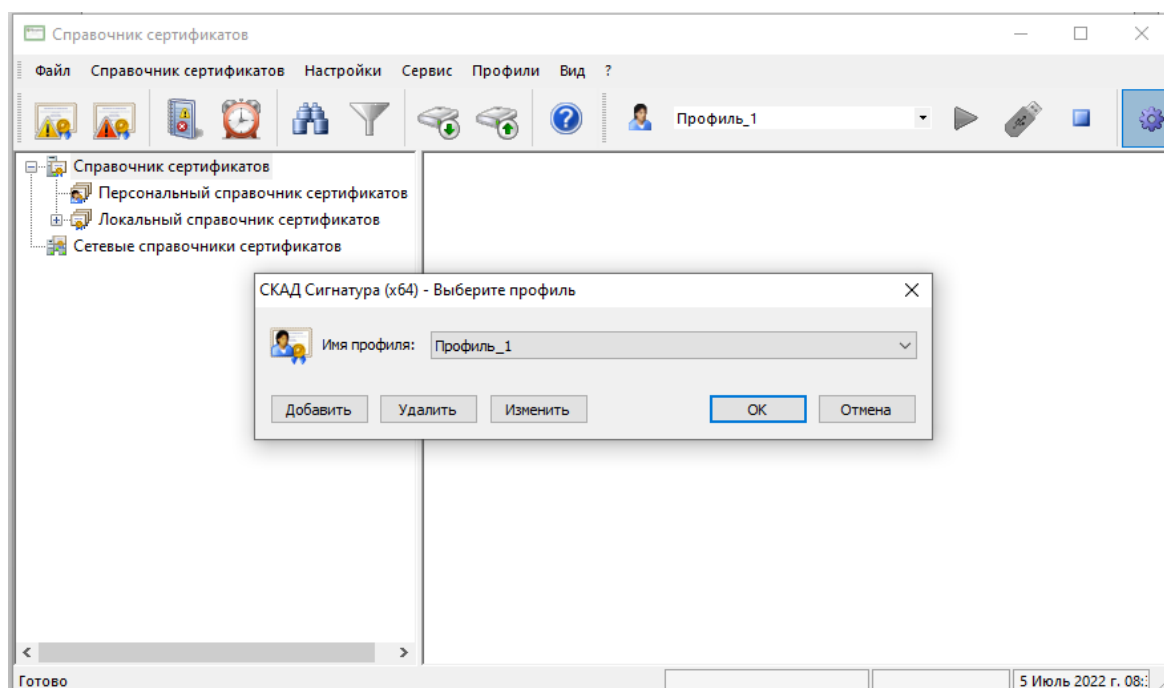 Справочник сертификатов
Файл Справочник сертификатов Настройки Сервис Профили Вид ?
Профиль_1
Справочник сертификатов
Персональный справочник сертификатов
Локальный справочник сертификатов
Сетевые справочники сертификатов
СКАД Сигнатура (x64) - Выберите профиль
Имя профиля: Профиль_1
Добавить Удалить Изменить OK Отмена
Готово 5 Июль 2022 г. 08: